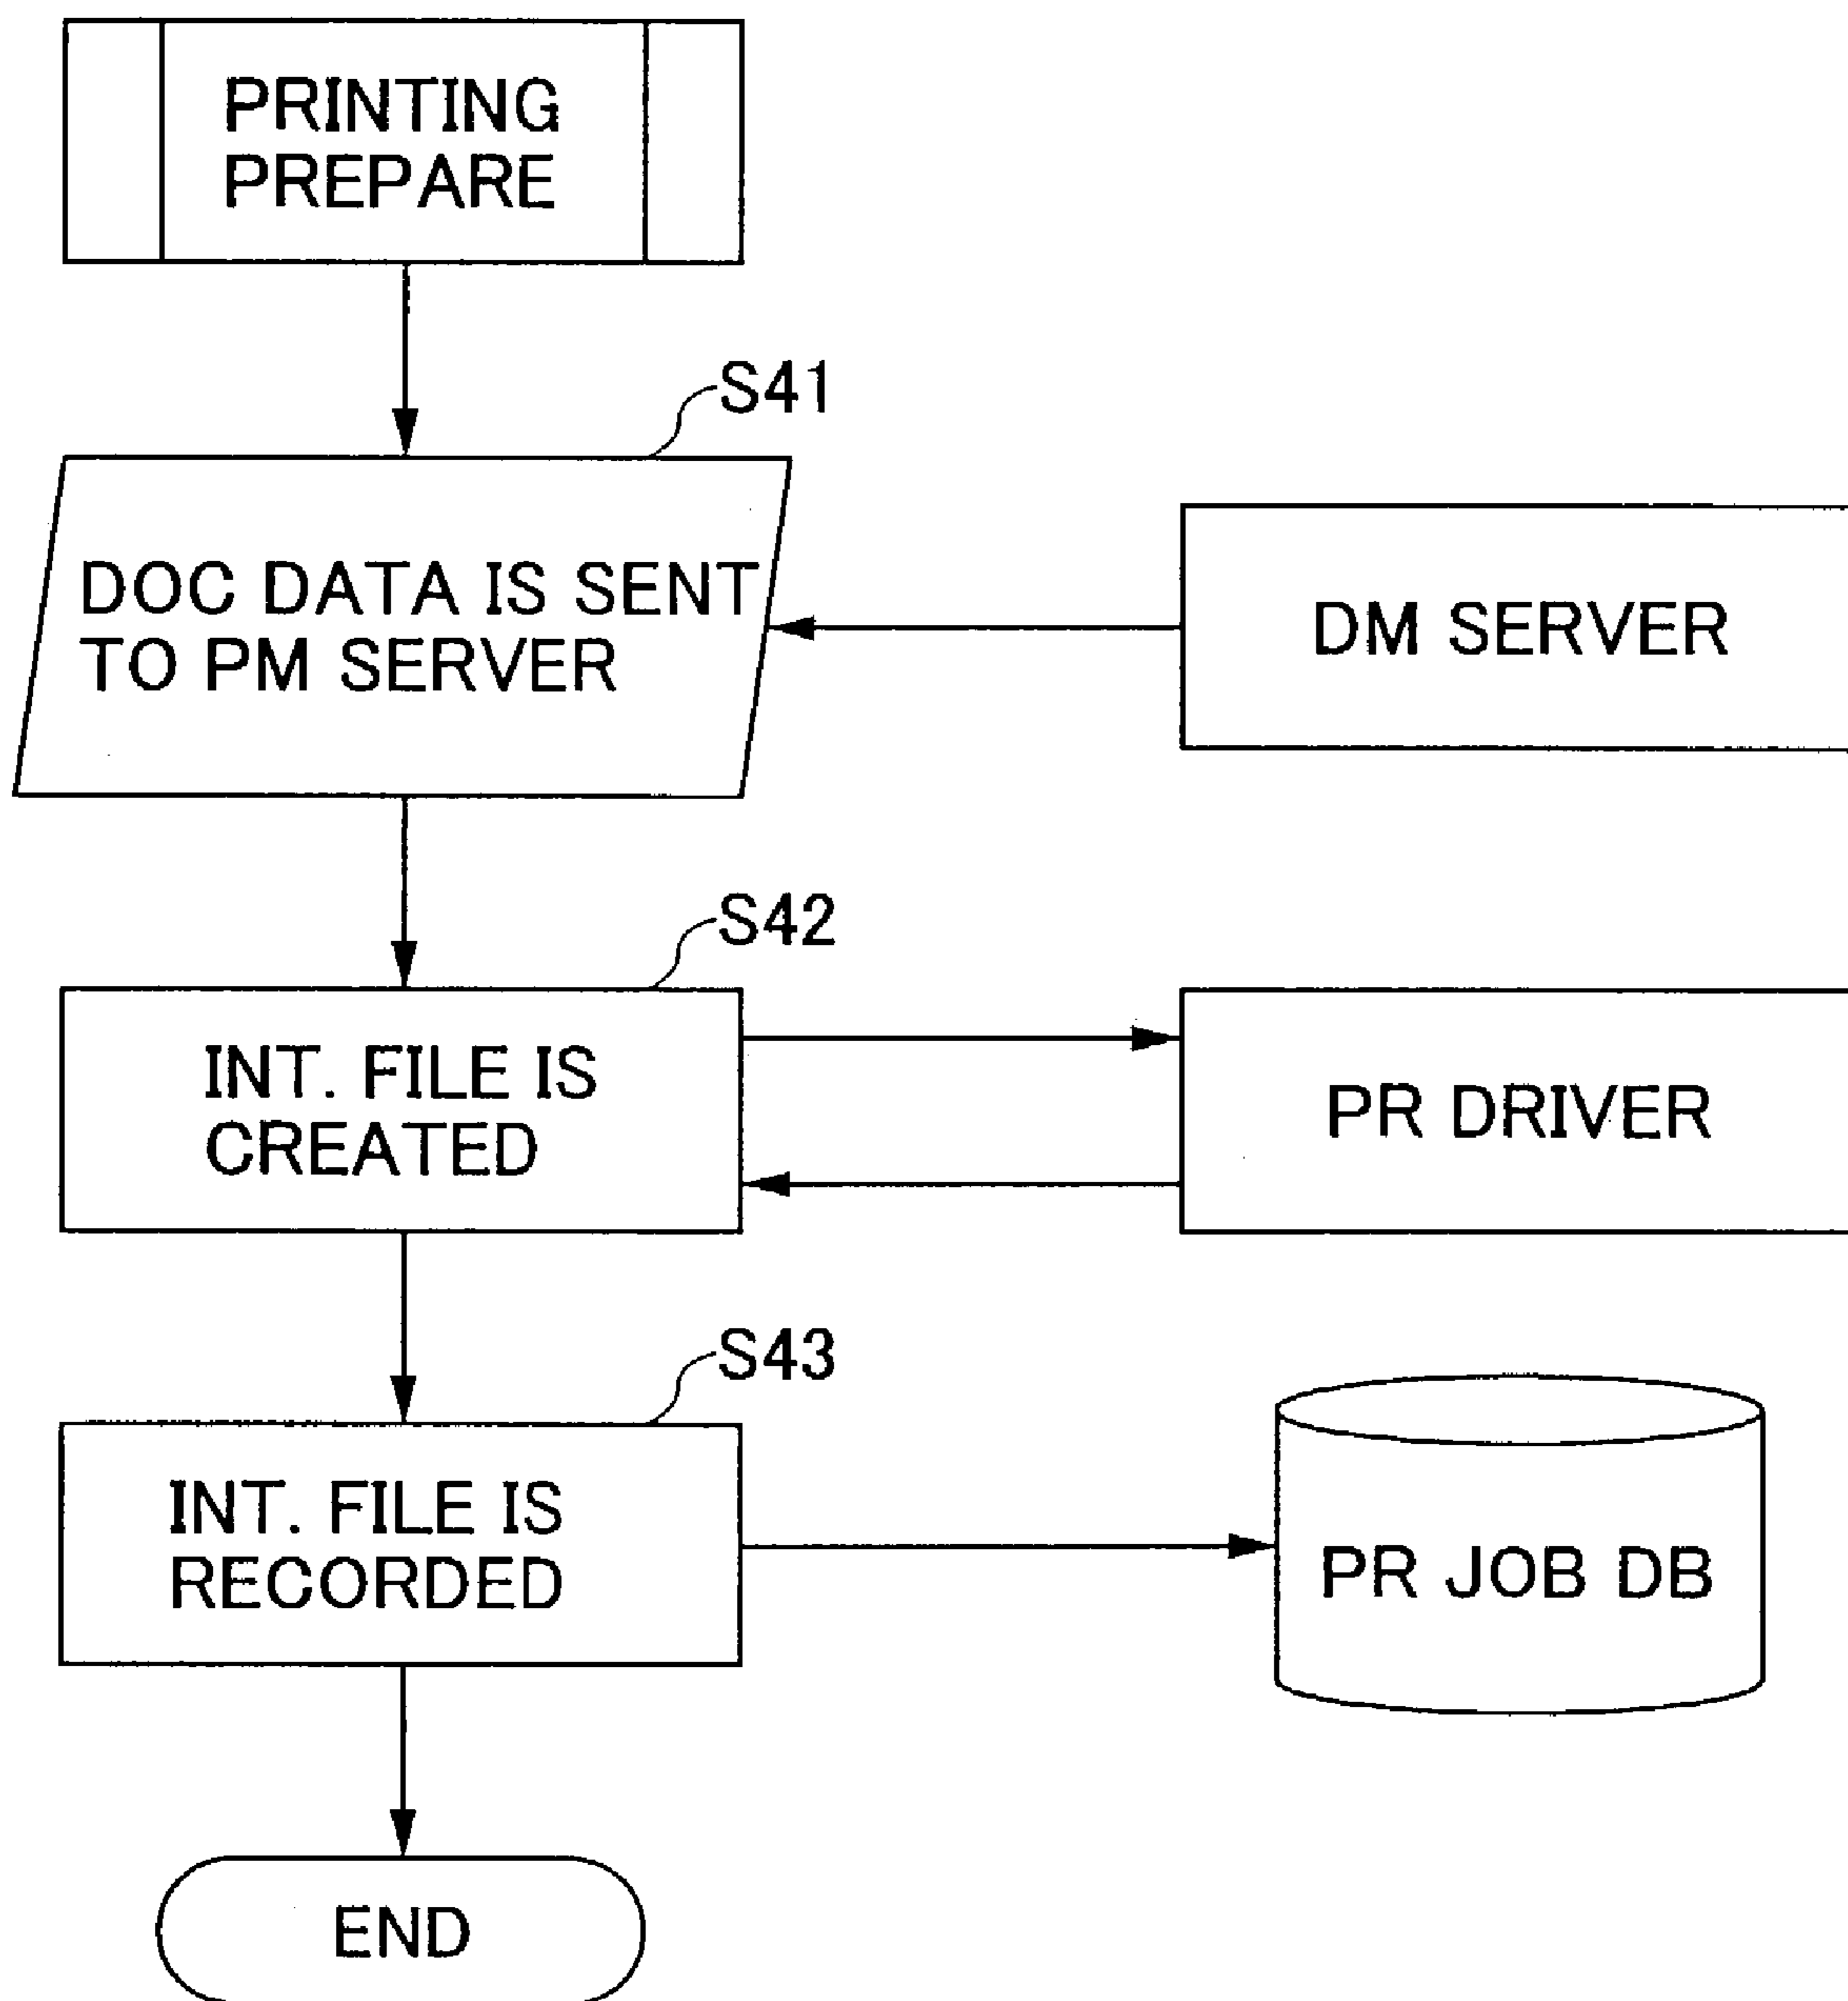 PRINTING
PREPARE
S41
DOC DATA IS SENT
TO PM SERVER
DM SERVER
S42
INT. FILE IS
CREATED
PR DRIVER
S43
INT. FILE IS
RECORDED
PR JOB DB
END